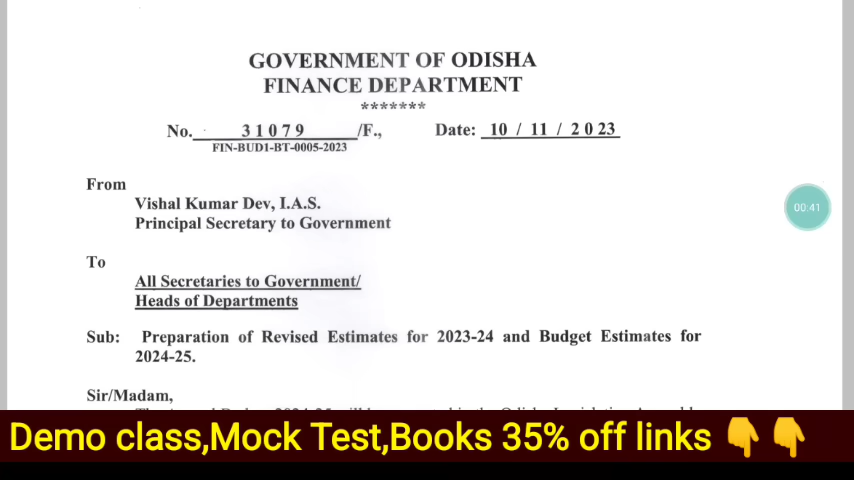 GOVERNMENT OF ODISHA
FINANCE DEPARTMENT
*******
No. 31079 /F., Date: 10 / 11 / 2023
FIN-BUD1-BT-0005-2023
From
Vishal Kumar Dev, I.A.S.
Principal Secretary to Government
00:41
To
All Secretaries to Government/
Heads of Departments
Sub: Preparation of Revised Estimates for 2023-24 and Budget Estimates for
2024-25.
Sir/Madam,
Demo class,Mock Test,Books 35% off links 👇👇